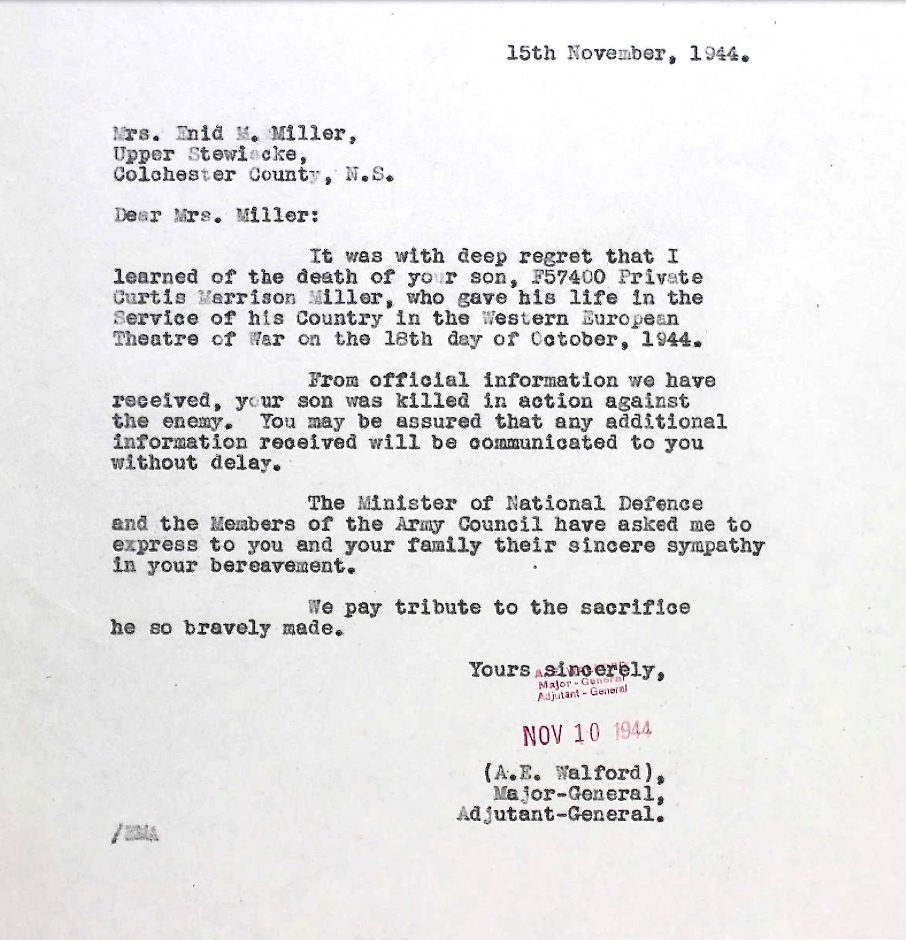 15th November, 1944.
Mrs. Enid M. Miller,
Upper Stewiacke,
Colchester County, N.S.
Dear Mrs. Miller:
It was with deep regret that I
learned of the death of your son, F57400 Private
Curtis Harrison Miller, who gave his life in the
Service of his Country in the Western European
Theatre of War on the 18th day of October, 1944.
From official information we have
received, your son was killed in action against
the enemy. You may be assured that any additional
information received will be communicated to you
without delay.
The Minister of National Defence
and the Members of the Army Council have asked me to
express to you and your family their sincere sympathy
in your bereavement.
We pay tribute to the sacrifice
he so bravely made.
Yours sincerely,
Major-General
Adjutant-General
NOV 10 1944
(A.E. Walford),
Major-General,
Adjutant-General.